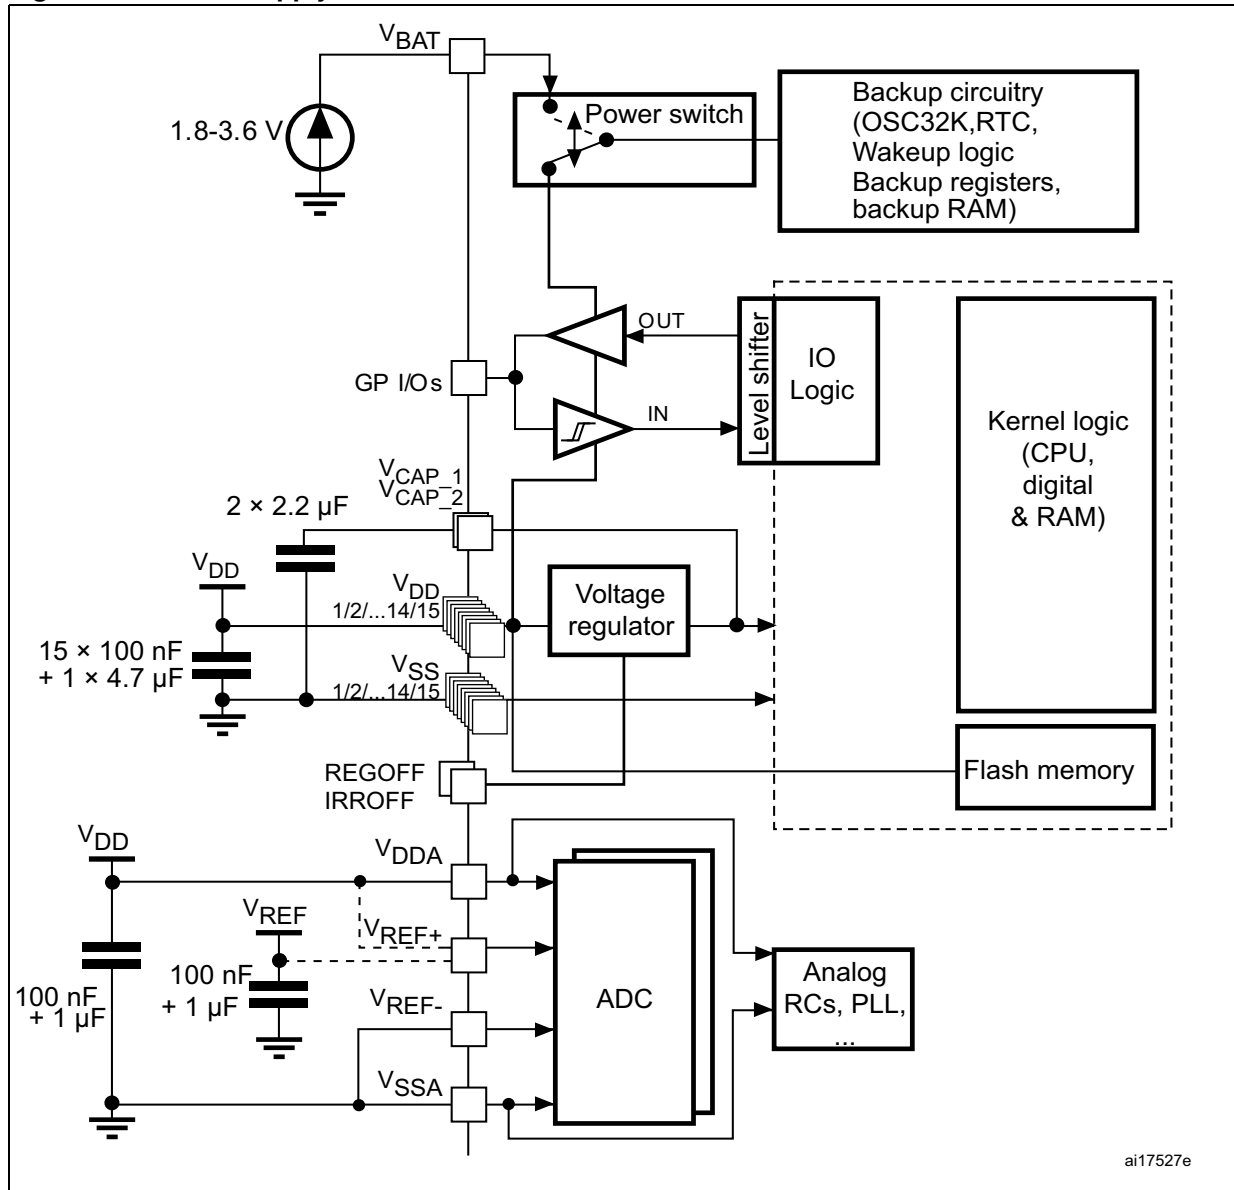 V BAT
Power switch
Backup circuitry
(OSC32K,RTC,
Wakeup logic
Backup registers,
backup RAM)
1.8-3.6 V
OUT
Level shifter
IO
Logic
GP I/Os
IN
Kernel logic
(CPU,
digital
& RAM)
VCAP_1
VCAP_2
2 × 2.2 µF
VDD
VDD
1/2/...14/15
Voltage
regulator
15 × 100 nF
+ 1 × 4.7 µF
VSS
1/2/...14/15
REGOFF
IRROFF
Flash memory
VDD
VDDA
VREF
VREF+
100 nF
+ 1 µF
100 nF
+ 1 µF
VREF-
ADC
Analog
RCs, PLL,
...
VSSA
ai17527e